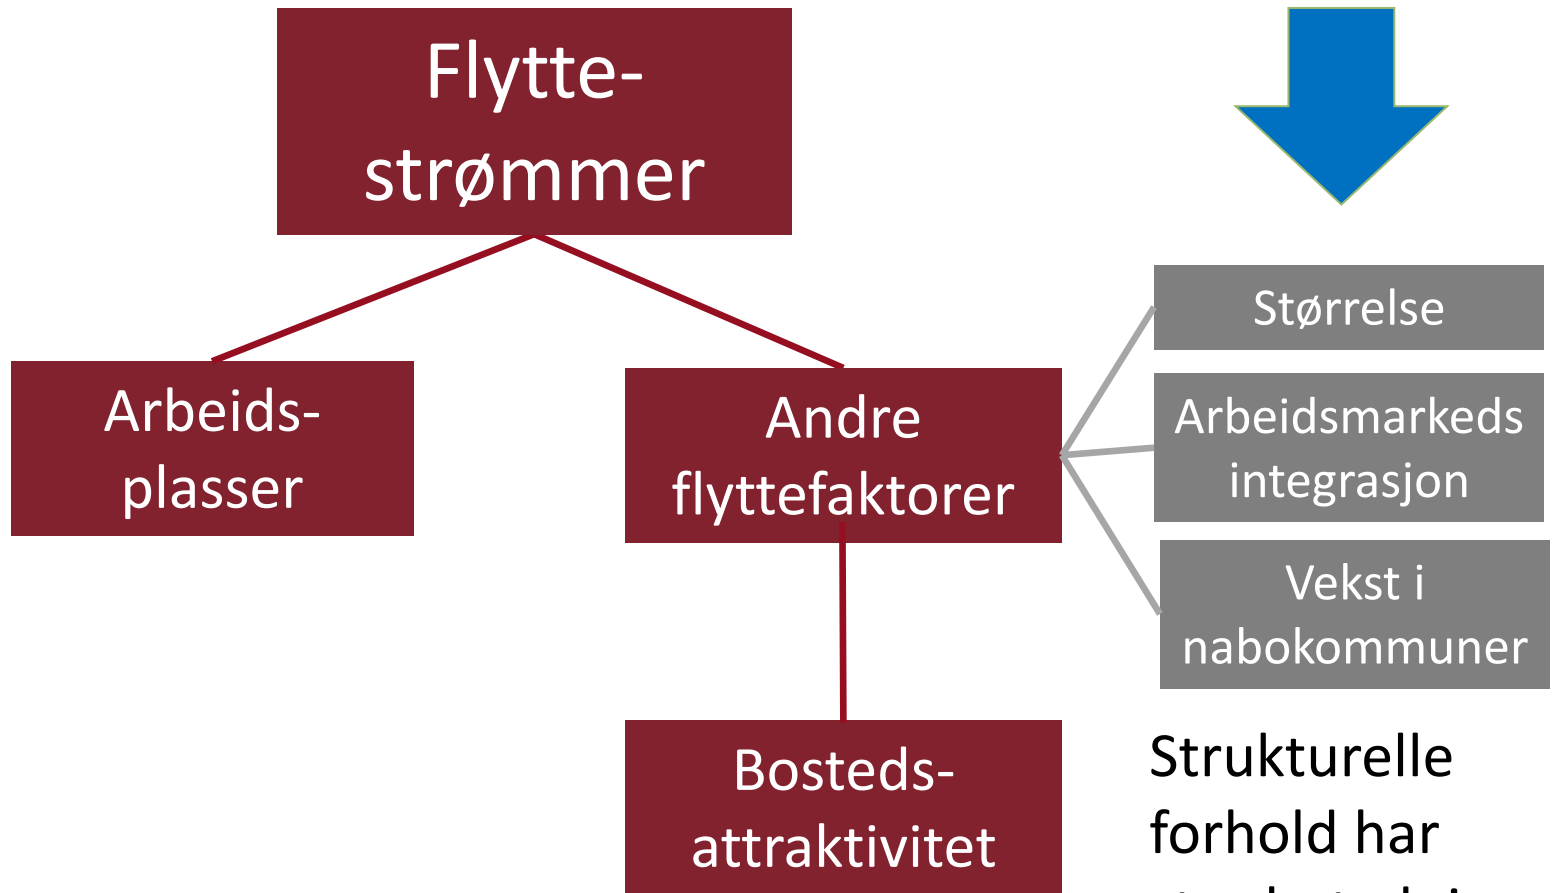 Flytte-
strømmer
Arbeids-
plasser
Andre
flyttefaktorer
Størrelse
Arbeidsmarkeds
integrasjon
Vekst i
nabokommuner
Bosteds-
attraktivitet
Strukturelle
forhold har